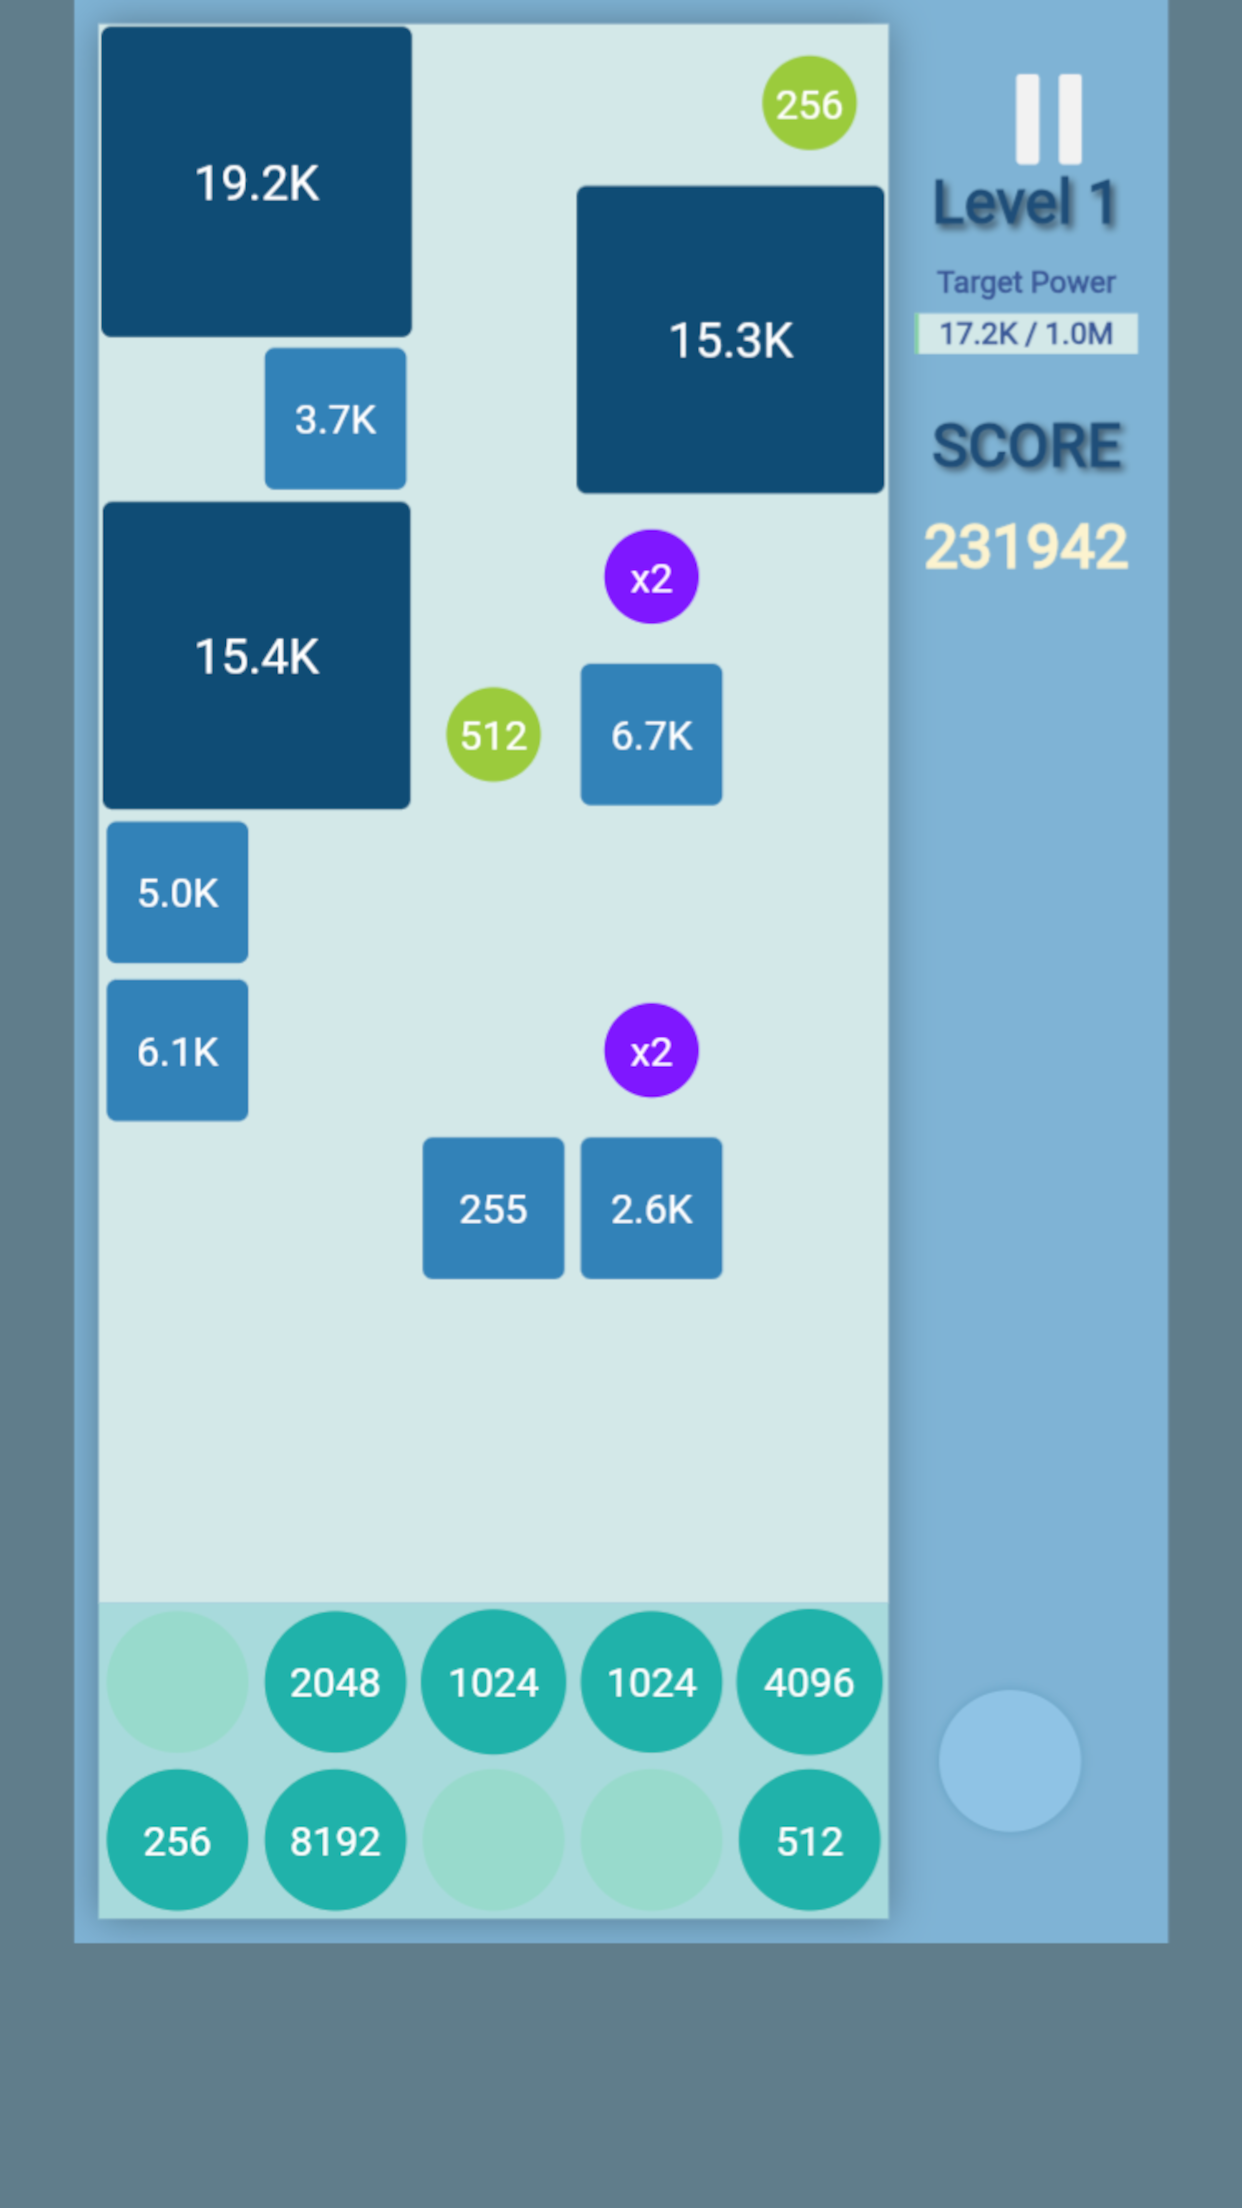 256
19.2K
Level 1
Target Power
15.3K
17.2K / 1.0M
3.7K
SCORE
231942
x2
15.4K
512
6.7K
5.0K
6.1K
x2
255
2.6K
2048
1024
1024
4096
256
8192
512